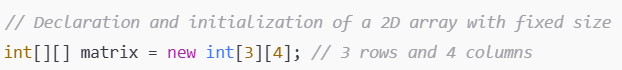 // Declaration and initialization of a 2D array with fixed size
int[][] matrix = new int[3][4]; // 3 rows and 4 columns